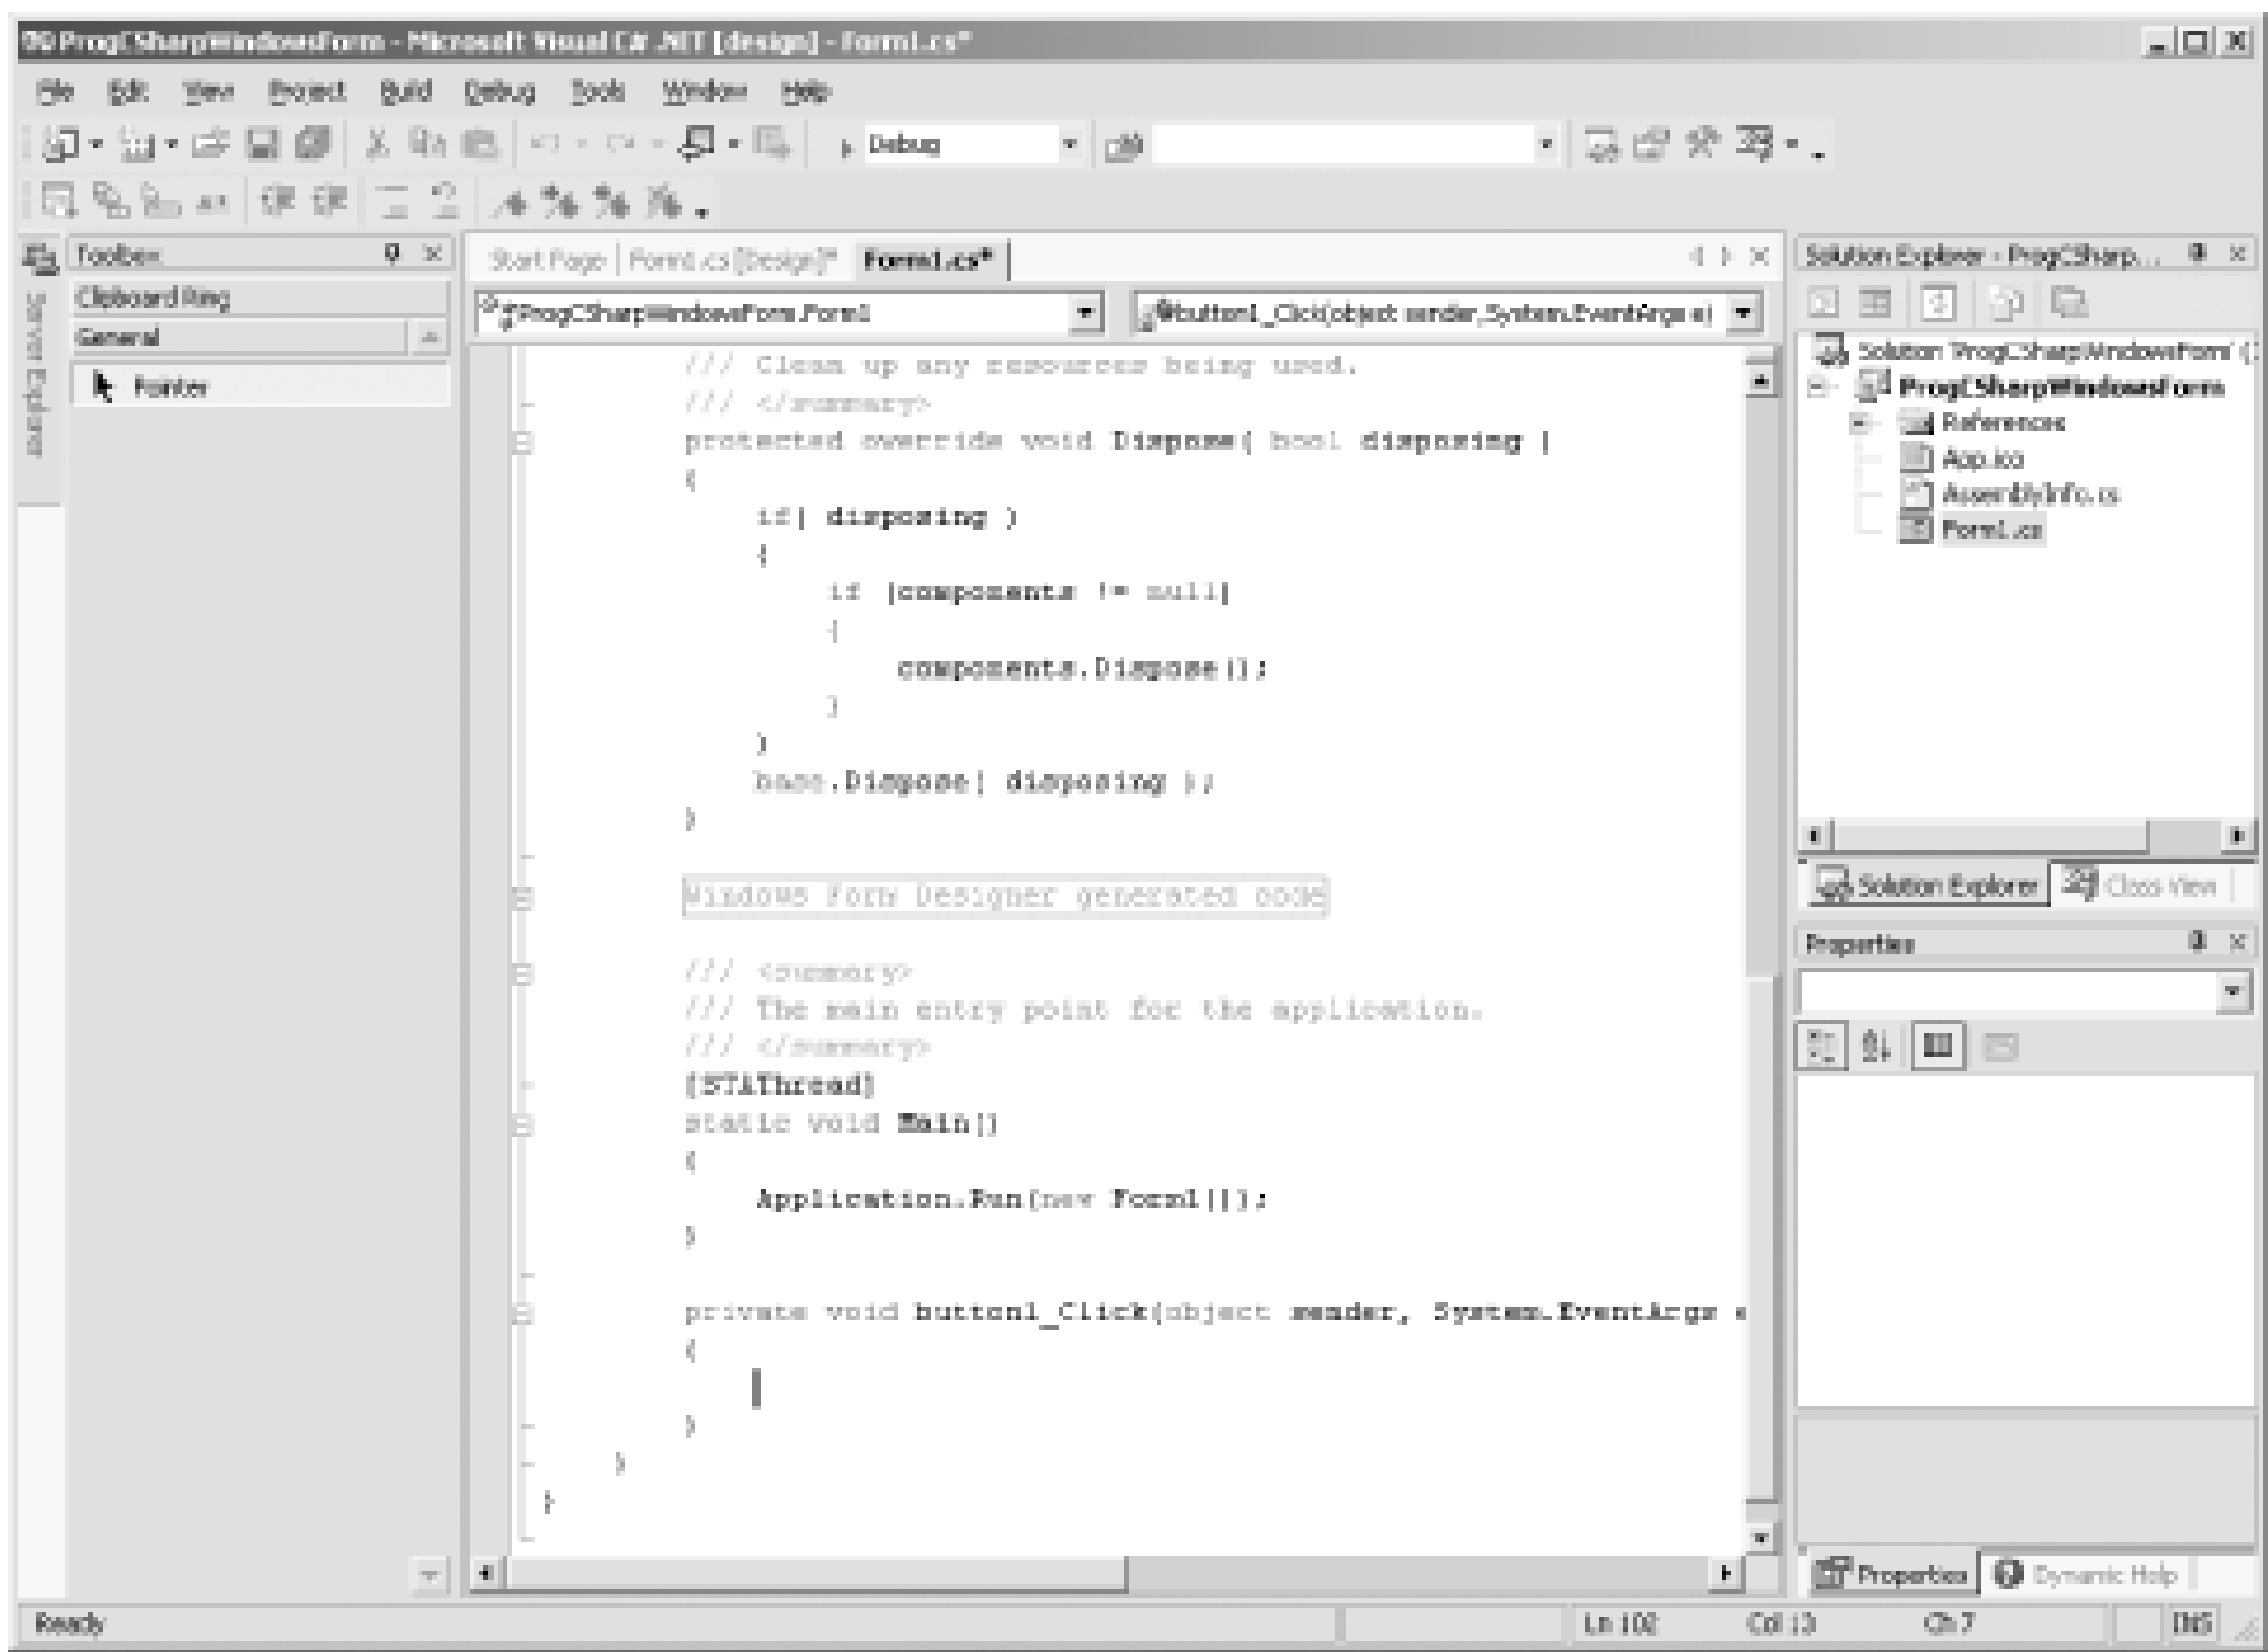 ProgCSharpWindowsForm - Microsoft Visual C# .NET [design] - Form1.cs*
File Edit View Project Build Debug Tools Window Help
Debug
Server Explorer
Toolbox
Clipboard Ring
General
Pointer
Start Page Form1.cs [Design]* Form1.cs*
ProgCSharpWindowsForm.Form1 button1_Click(object sender,System.EventArgs e)
/// Clean up any resources being used.
/// </summary>
protected override void Dispose( bool disposing )
{
if( disposing )
{
if (components != null)
{
components.Dispose();
}
}
base.Dispose( disposing );
}
Windows Form Designer generated code
/// <summary>
/// The main entry point for the application.
/// </summary>
[STAThread]
static void Main()
{
Application.Run(new Form1());
}
private void button1_Click(object sender, System.EventArgs e
{
}
}
}
Solution Explorer - ProgCSharp...
Solution 'ProgCSharpWindowsForm' (
ProgCSharpWindowsForm
References
App.ico
AssemblyInfo.cs
Form1.cs
Solution Explorer Class View
Properties
Properties Dynamic Help
Ready Ln 102 Col 13 Ch 7 INS